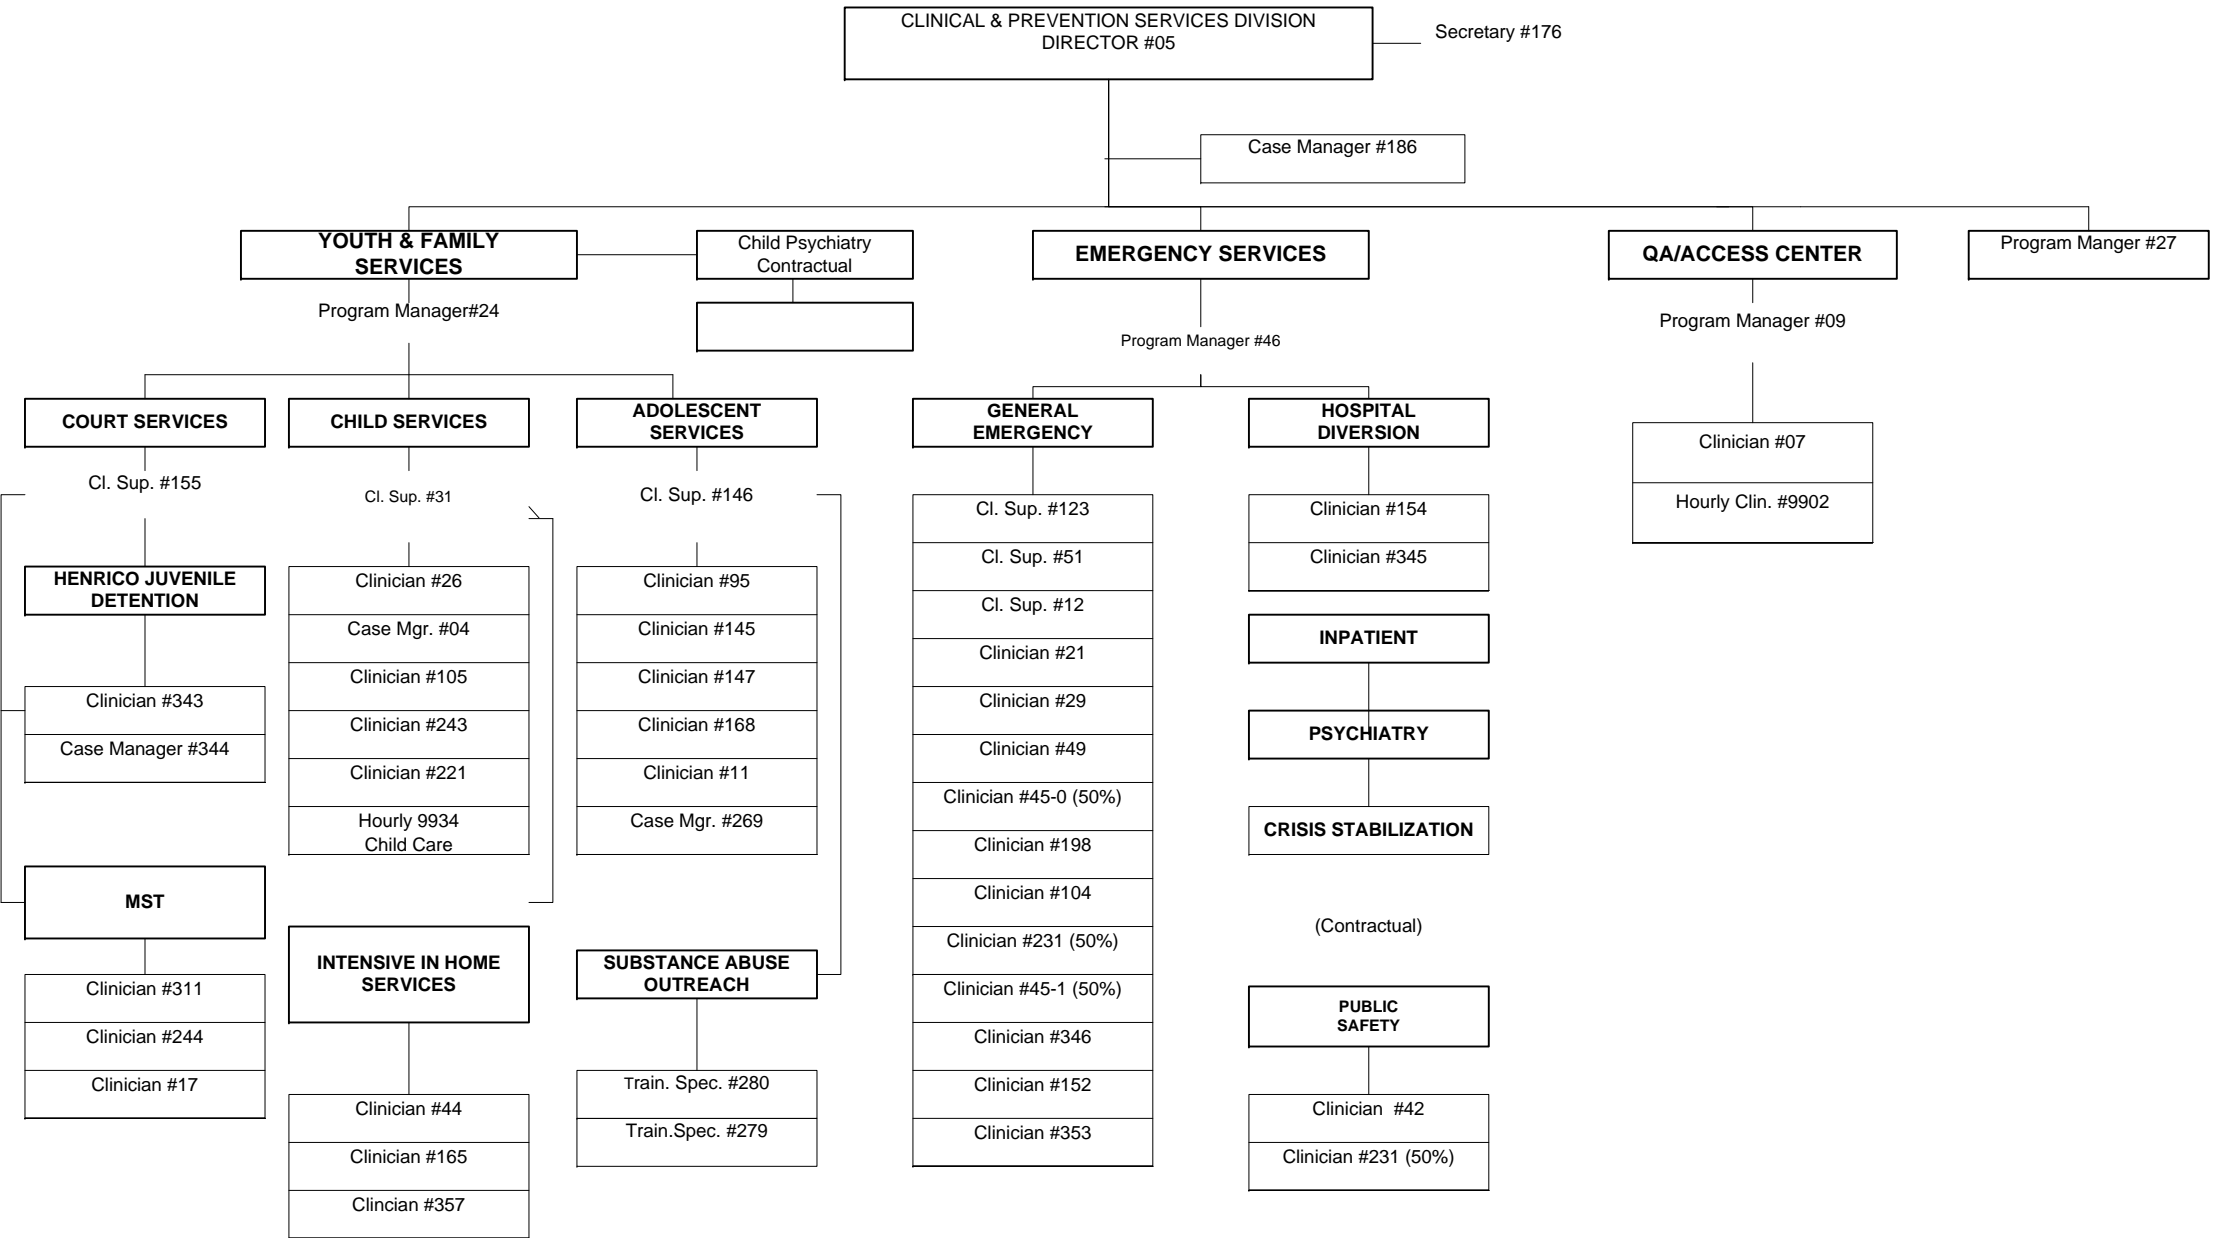 CLINICAL & PREVENTION SERVICES DIVISION
DIRECTOR #05
Secretary #176
Case Manager #186
YOUTH & FAMILY
SERVICES
Child Psychiatry
Contractual
EMERGENCY SERVICES
QA/ACCESS CENTER
Program Manger #27
Program Manager#24
Program Manager #46
Program Manager #09
COURT SERVICES
Cl. Sup. #155
HENRICO JUVENILE
DETENTION
Clinician #343
Case Manager #344
MST
Clinician #311
Clinician #244
Clinician #17
CHILD SERVICES
Cl. Sup. #31
Clinician #26
Case Mgr. #04
Clinician #105
Clinician #243
Clinician #221
Hourly 9934
Child Care
INTENSIVE IN HOME
SERVICES
Clinician #44
Clinician #165
Clincian #357
ADOLESCENT
SERVICES
Cl. Sup. #146
Clinician #95
Clinician #145
Clinician #147
Clinician #168
Clinician #11
Case Mgr. #269
SUBSTANCE ABUSE
OUTREACH
Train. Spec. #280
Train.Spec. #279
GENERAL
EMERGENCY
Cl. Sup. #123
Cl. Sup. #51
Cl. Sup. #12
Clinician #21
Clinician #29
Clinician #49
Clinician #45-0 (50%)
Clinician #198
Clinician #104
Clinician #231 (50%)
Clinician #45-1 (50%)
Clinician #346
Clinician #152
Clinician #353
HOSPITAL
DIVERSION
Clinician #154
Clinician #345
INPATIENT
PSYCHIATRY
CRISIS STABILIZATION
(Contractual)
PUBLIC
SAFETY
Clinician #42
Clinician #231 (50%)
Clinician #07
Hourly Clin. #9902